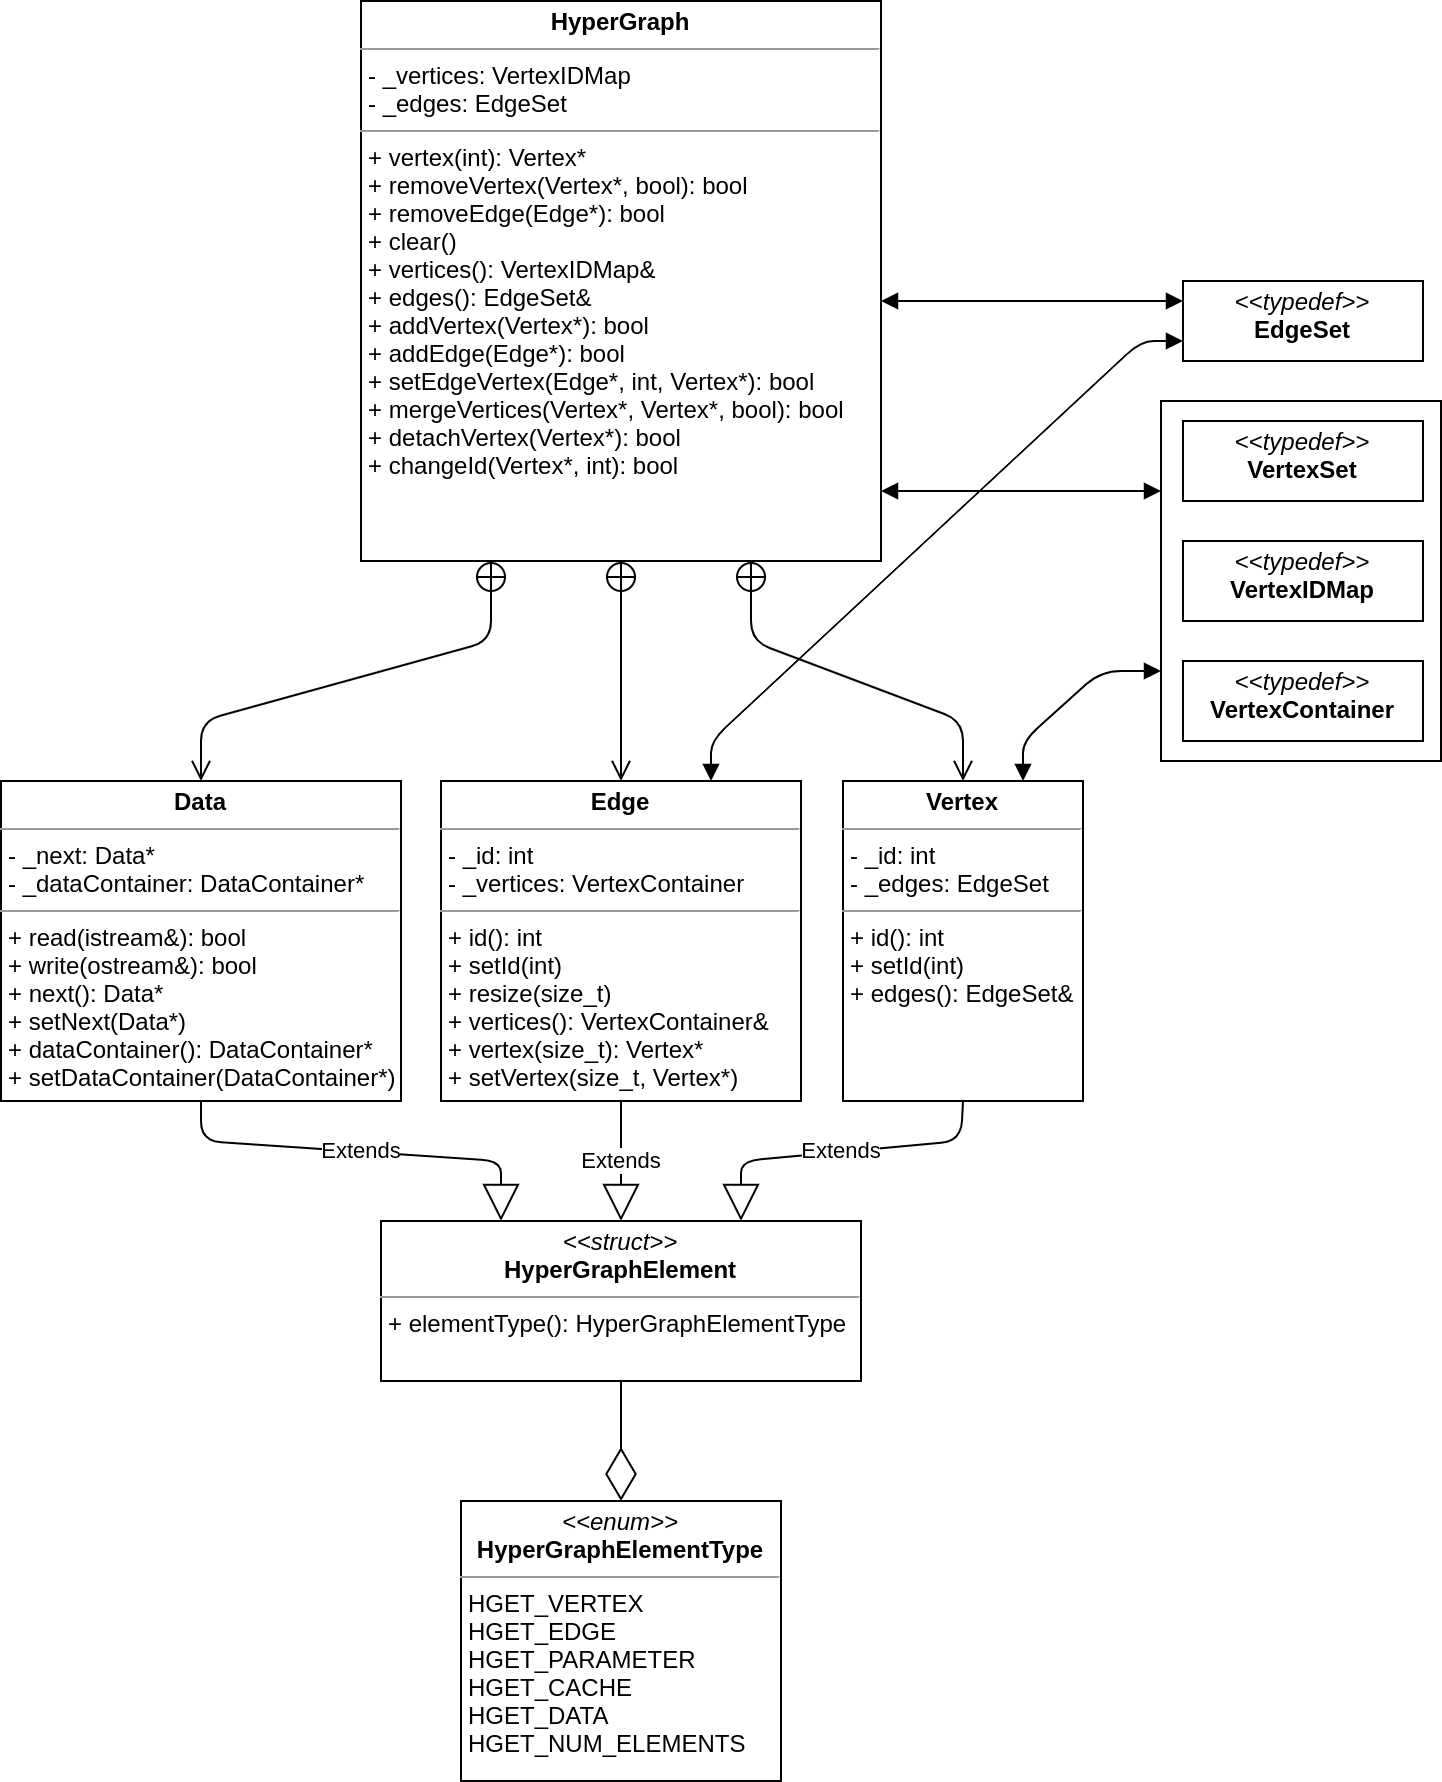 HyperGraph
- _vertices: VertexIDMap
- _edges: EdgeSet
+ vertex(int): Vertex*
+ removeVertex(Vertex*, bool): bool
+ removeEdge(Edge*): bool
+ clear()
+ vertices(): VertexIDMap&
+ edges(): EdgeSet&
+ addVertex(Vertex*): bool
+ addEdge(Edge*): bool
+ setEdgeVertex(Edge*, int, Vertex*): bool
+ mergeVertices(Vertex*, Vertex*, bool): bool
+ detachVertex(Vertex*): bool
+ changeId(Vertex*, int): bool
<<typedef>>
EdgeSet
<<typedef>>
VertexSet
<<typedef>>
VertexIDMap
<<typedef>>
VertexContainer
Data
- _next: Data*
- _dataContainer: DataContainer*
+ read(istream&): bool
+ write(ostream&): bool
+ next(): Data*
+ setNext(Data*)
+ dataContainer(): DataContainer*
+ setDataContainer(DataContainer*)
Edge
- _id: int
- _vertices: VertexContainer
+ id(): int
+ setId(int)
+ resize(size_t)
+ vertices(): VertexContainer&
+ vertex(size_t): Vertex*
+ setVertex(size_t, Vertex*)
Vertex
- _id: int
- _edges: EdgeSet
+ id(): int
+ setId(int)
+ edges(): EdgeSet&
Extends
Extends
Extends
<<struct>>
HyperGraphElement
+ elementType(): HyperGraphElementType
<<enum>>
HyperGraphElementType
HGET_VERTEX
HGET_EDGE
HGET_PARAMETER
HGET_CACHE
HGET_DATA
HGET_NUM_ELEMENTS